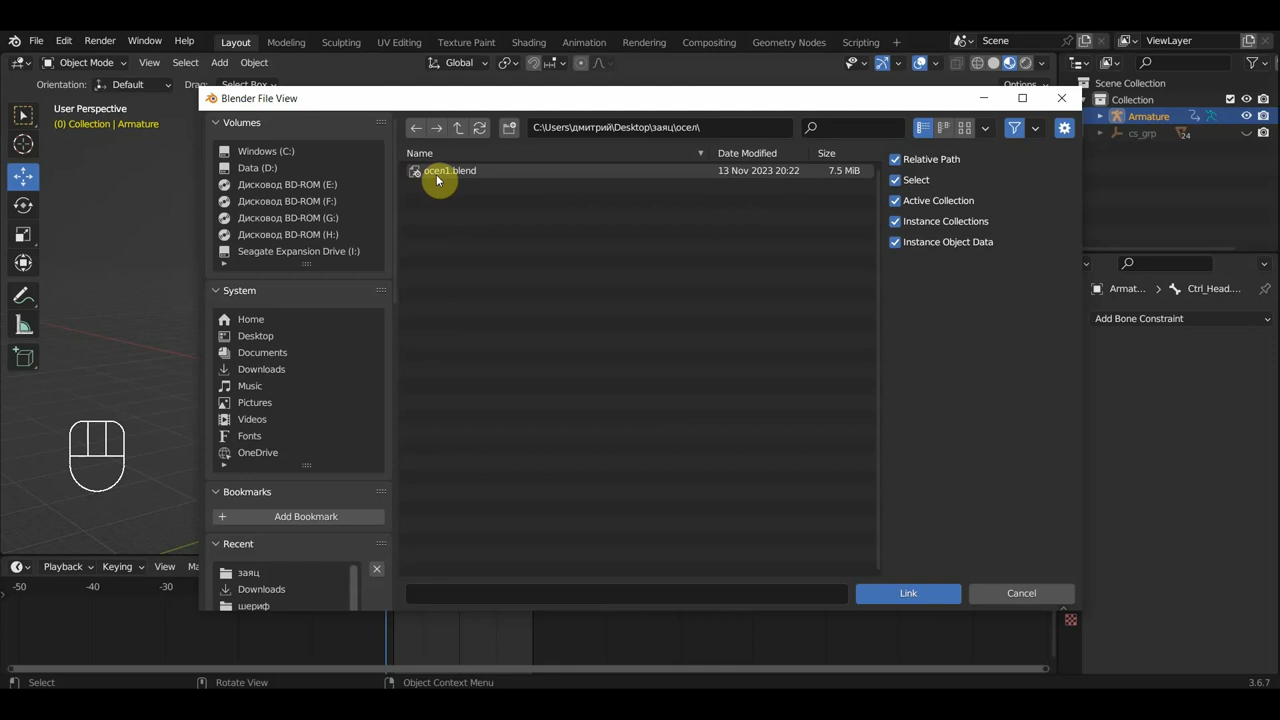 File Edit Render Window Help Layout Modeling Sculpting UV Editing Texture Paint Shading Animation Rendering Compositing Geometry Nodes Scripting + Scene ViewLayer
Object Mode View Select Add Object Global
Orientation: Default Drag: Select Box Options
Scene Collection
User Perspective
(0) Collection | Armature
Blender File View
Collection
Armature
cs_grp 24
Volumes
Windows (C:)
Data (D:)
Дисковод BD-ROM (E:)
Дисковод BD-ROM (F:)
Дисковод BD-ROM (G:)
Дисковод BD-ROM (H:)
Seagate Expansion Drive (I:)
System
Home
Desktop
Documents
Downloads
Music
Pictures
Videos
Fonts
OneDrive
Bookmarks
+ Add Bookmark
Recent
заяц
Downloads
шериф
C:\Users\дмитрий\Desktop\заяц\осел\
Name Date Modified Size
осел1.blend 13 Nov 2023 20:22 7.5 MiB
Relative Path
Select
Active Collection
Instance Collections
Instance Object Data
Link Cancel
Armat... > Ctrl_Head....
Add Bone Constraint
Playback Keying View Ma
-50 -40 -30
Select Rotate View Object Context Menu 3.6.7